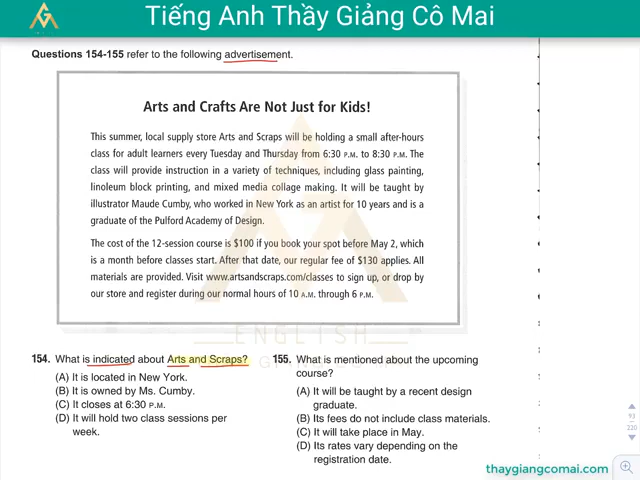 Tiếng Anh Thầy Giảng Cô Mai
Questions 154-155 refer to the following advertisement.
Arts and Crafts Are Not Just for Kids!
This summer, local supply store Arts and Scraps will be holding a small after-hours
class for adult learners every Tuesday and Thursday from 6:30 P.M. to 8:30 P.M. The
class will provide instruction in a variety of techniques, including glass painting,
linoleum block printing, and mixed media collage making. It will be taught by
illustrator Maude Cumby, who worked in New York as an artist for 10 years and is a
graduate of the Pulford Academy of Design.
The cost of the 12-session course is $100 if you book your spot before May 2, which
is a month before classes start. After that date, our regular fee of $130 applies. All
materials are provided. Visit www.artsandscraps.com/classes to sign up, or drop by
our store and register during our normal hours of 10 A.M. through 6 P.M.
ENGLISH
154. What is indicated about Arts and Scraps?
(A) It is located in New York.
(B) It is owned by Ms. Cumby.
(C) It closes at 6:30 P.M.
(D) It will hold two class sessions per
week.
155. What is mentioned about the upcoming
course?
(A) It will be taught by a recent design
graduate.
(B) Its fees do not include class materials.
(C) It will take place in May.
(D) Its rates vary depending on the
registration date.
93
220
thaygiangcomai.com